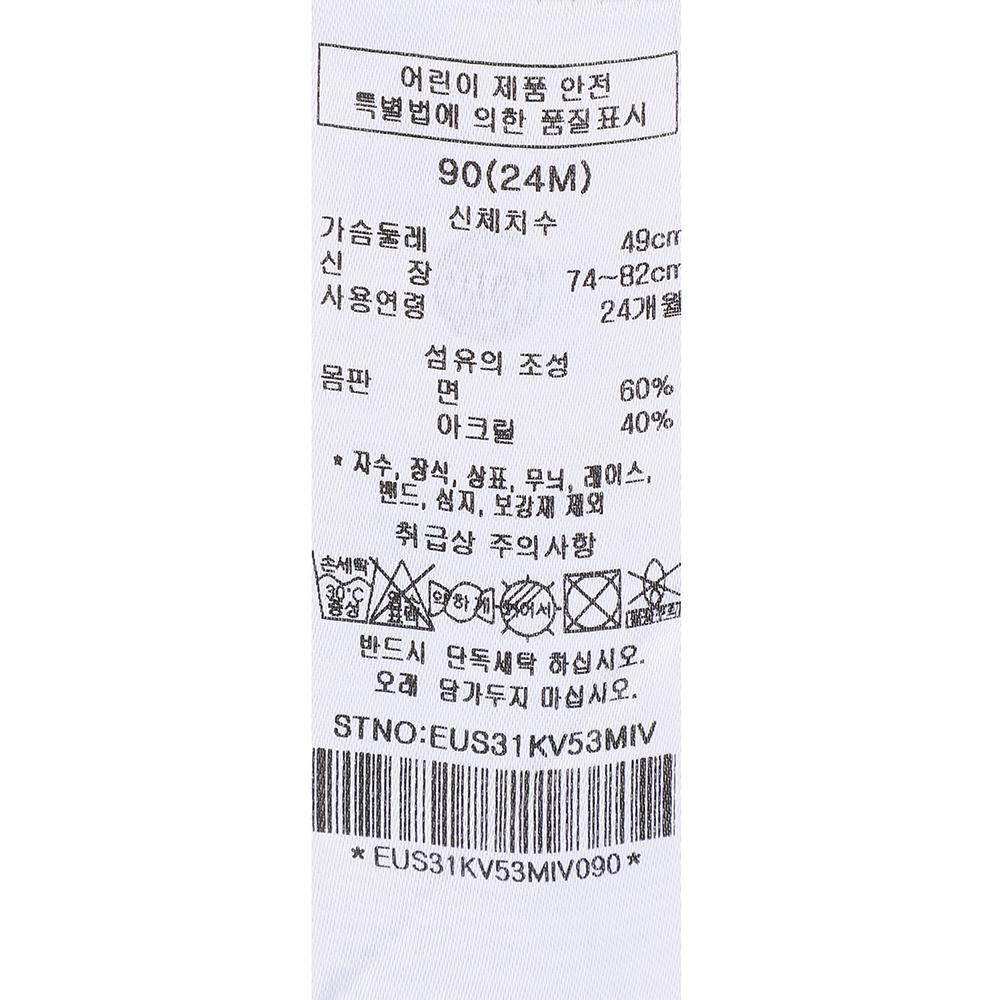 어린이 제품 안전
특별법에 의한 품질표시
90(24M)
신체치수
가슴둘레 49cm
신 장 74~82cm
사용연령 24개월
섬유의 조성
몸판 면 60%
아크릴 40%
* 자수, 장식, 상표, 무늬, 레이스,
밴드, 심지, 보강재 제외
취급상 주의사항
손세탁 30℃ 중성 염소 표백 약하게
반드시 단독세탁 하십시오.
오래 담가두지 마십시오.
STNO:EUS31KV53MIV
*EUS31KV53MIV090*